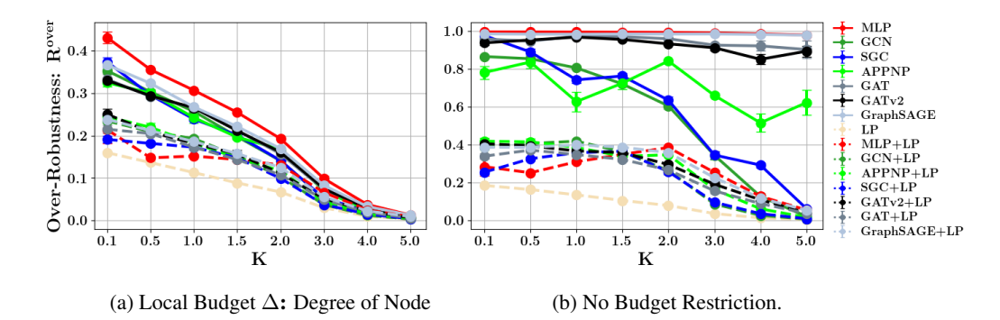 Over-Robustness: R^over
0.4
0.3
0.2
0.1
0.0
0.1 0.5 1.0 1.5 2.0 3.0 4.0 5.0
K
1.0
0.8
0.6
0.4
0.2
0.0
0.1 0.5 1.0 1.5 2.0 3.0 4.0 5.0
K
MLP
GCN
SGC
APPNP
GAT
GATv2
GraphSAGE
LP
MLP+LP
GCN+LP
APPNP+LP
SGC+LP
GATv2+LP
GAT+LP
GraphSAGE+LP
(a) Local Budget Δ: Degree of Node
(b) No Budget Restriction.